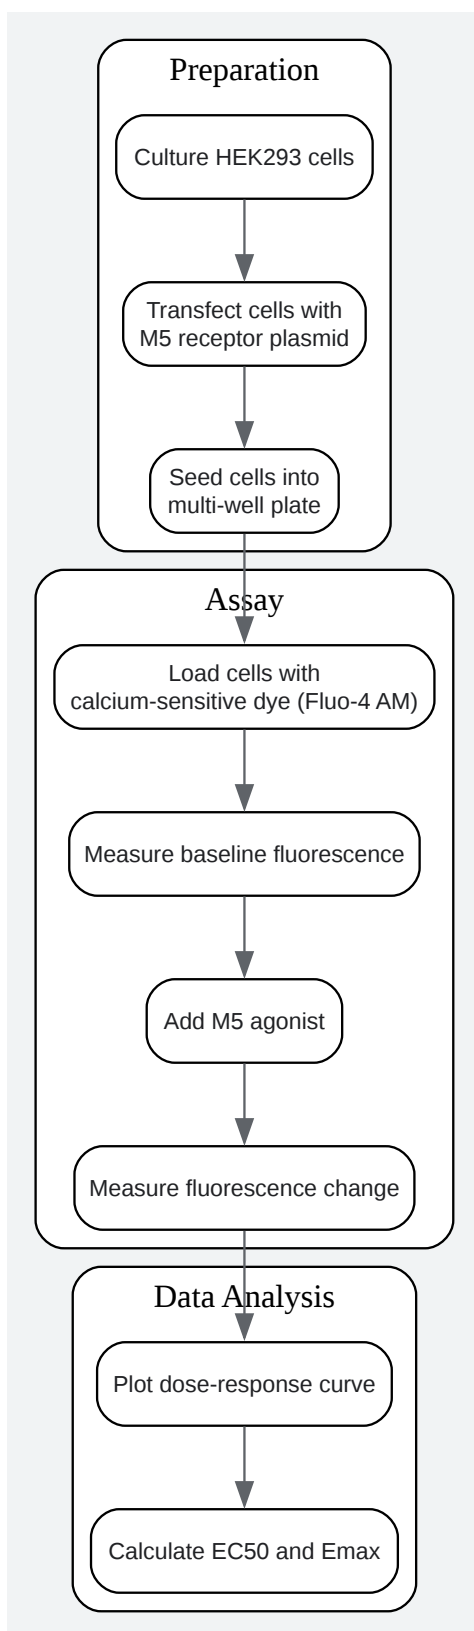 Preparation
Culture HEK293 cells
Transfect cells with
M5 receptor plasmid
Seed cells into
multi-well plate
Assay
Load cells with
calcium-sensitive dye (Fluo-4 AM)
Measure baseline fluorescence
Add M5 agonist
Measure fluorescence change
Data Analysis
Plot dose-response curve
Calculate EC50 and Emax